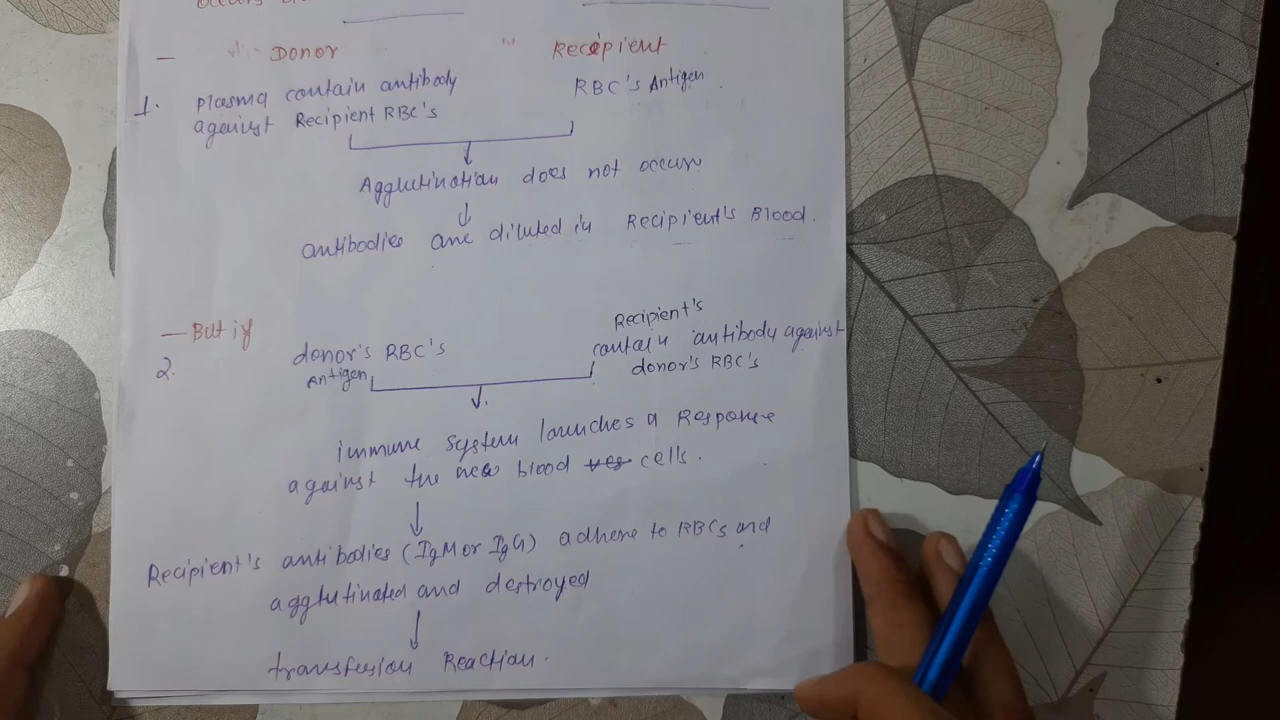 occurs
— Donor Recipient
1. Plasma contain antibody RBC's Antigen
against Recipient RBC's
Agglutination does not occur
antibodies are diluted in Recipient's Blood.
— But if
2. donor's RBC's
Antigen
Recipient's
contain antibody against
donor's RBC's
immune system launches a Response
against the new blood cells.
Recipient's antibodies (IgM or IgG) adhere to RBCs and
agglutinated and destroyed
transfusion Reaction.